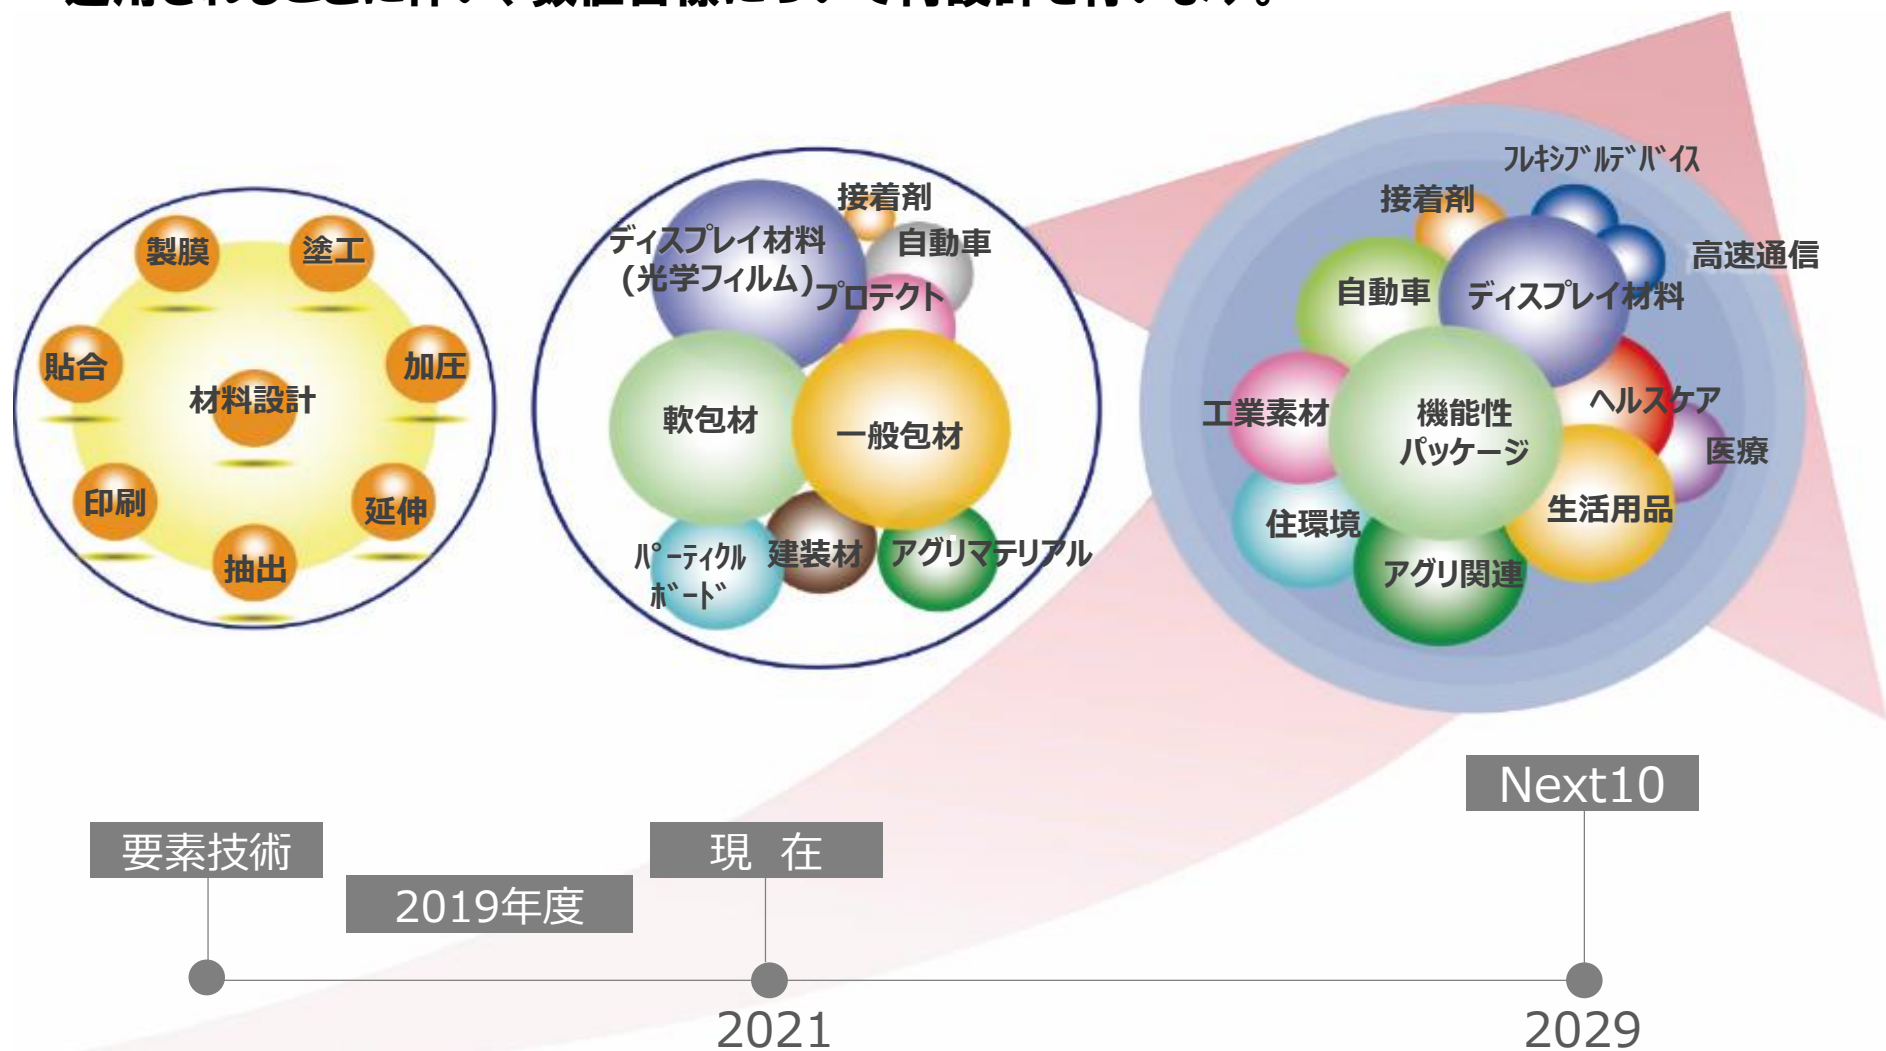 製膜
塗工
貼合
加圧
材料設計
印刷
延伸
抽出
接着剤
ディスプレイ材料
(光学フィルム)
自動車
プロテクト
軟包材
一般包材
ﾊﾟｰﾃｨｸﾙ
ﾎﾞｰﾄﾞ
建装材
アグリマテリアル
ﾌﾚｷｼﾌﾞﾙﾃﾞﾊﾞｲｽ
接着剤
高速通信
自動車
ディスプレイ材料
工業素材
機能性
パッケージ
ヘルスケア
医療
住環境
生活用品
アグリ関連
Next10
要素技術
現 在
2019年度
2021
2029